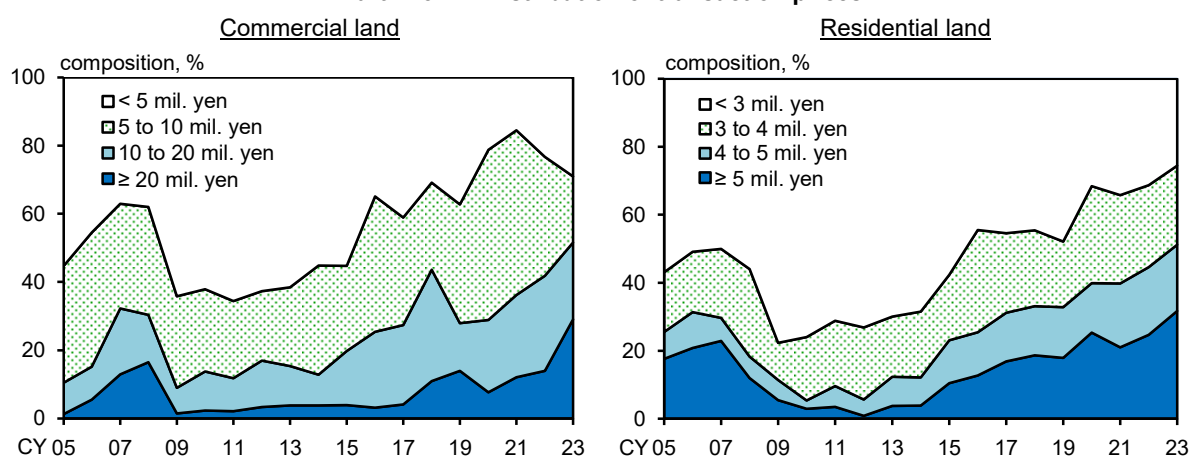 Commercial land
composition, %
100
80
60
40
20
0
< 5 mil. yen
5 to 10 mil. yen
10 to 20 mil. yen
≥ 20 mil. yen
CY 05 07 09 11 13 15 17 19 21 23
Residential land
composition, %
100
80
60
40
20
0
< 3 mil. yen
3 to 4 mil. yen
4 to 5 mil. yen
≥ 5 mil. yen
CY 05 07 09 11 13 15 17 19 21 23